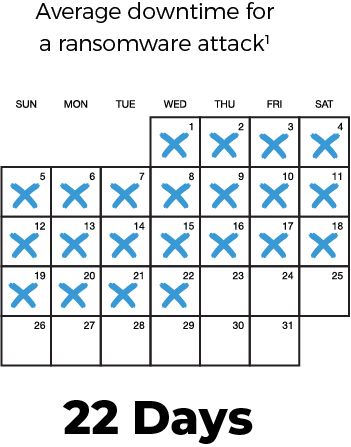 Average downtime for
a ransomware attack¹
SUN MON TUE WED THU FRI SAT
1 2 3 4
5 6 7 8 9 10 11
12 13 14 15 16 17 18
19 20 21 22 23 24 25
26 27 28 29 30 31
22 Days